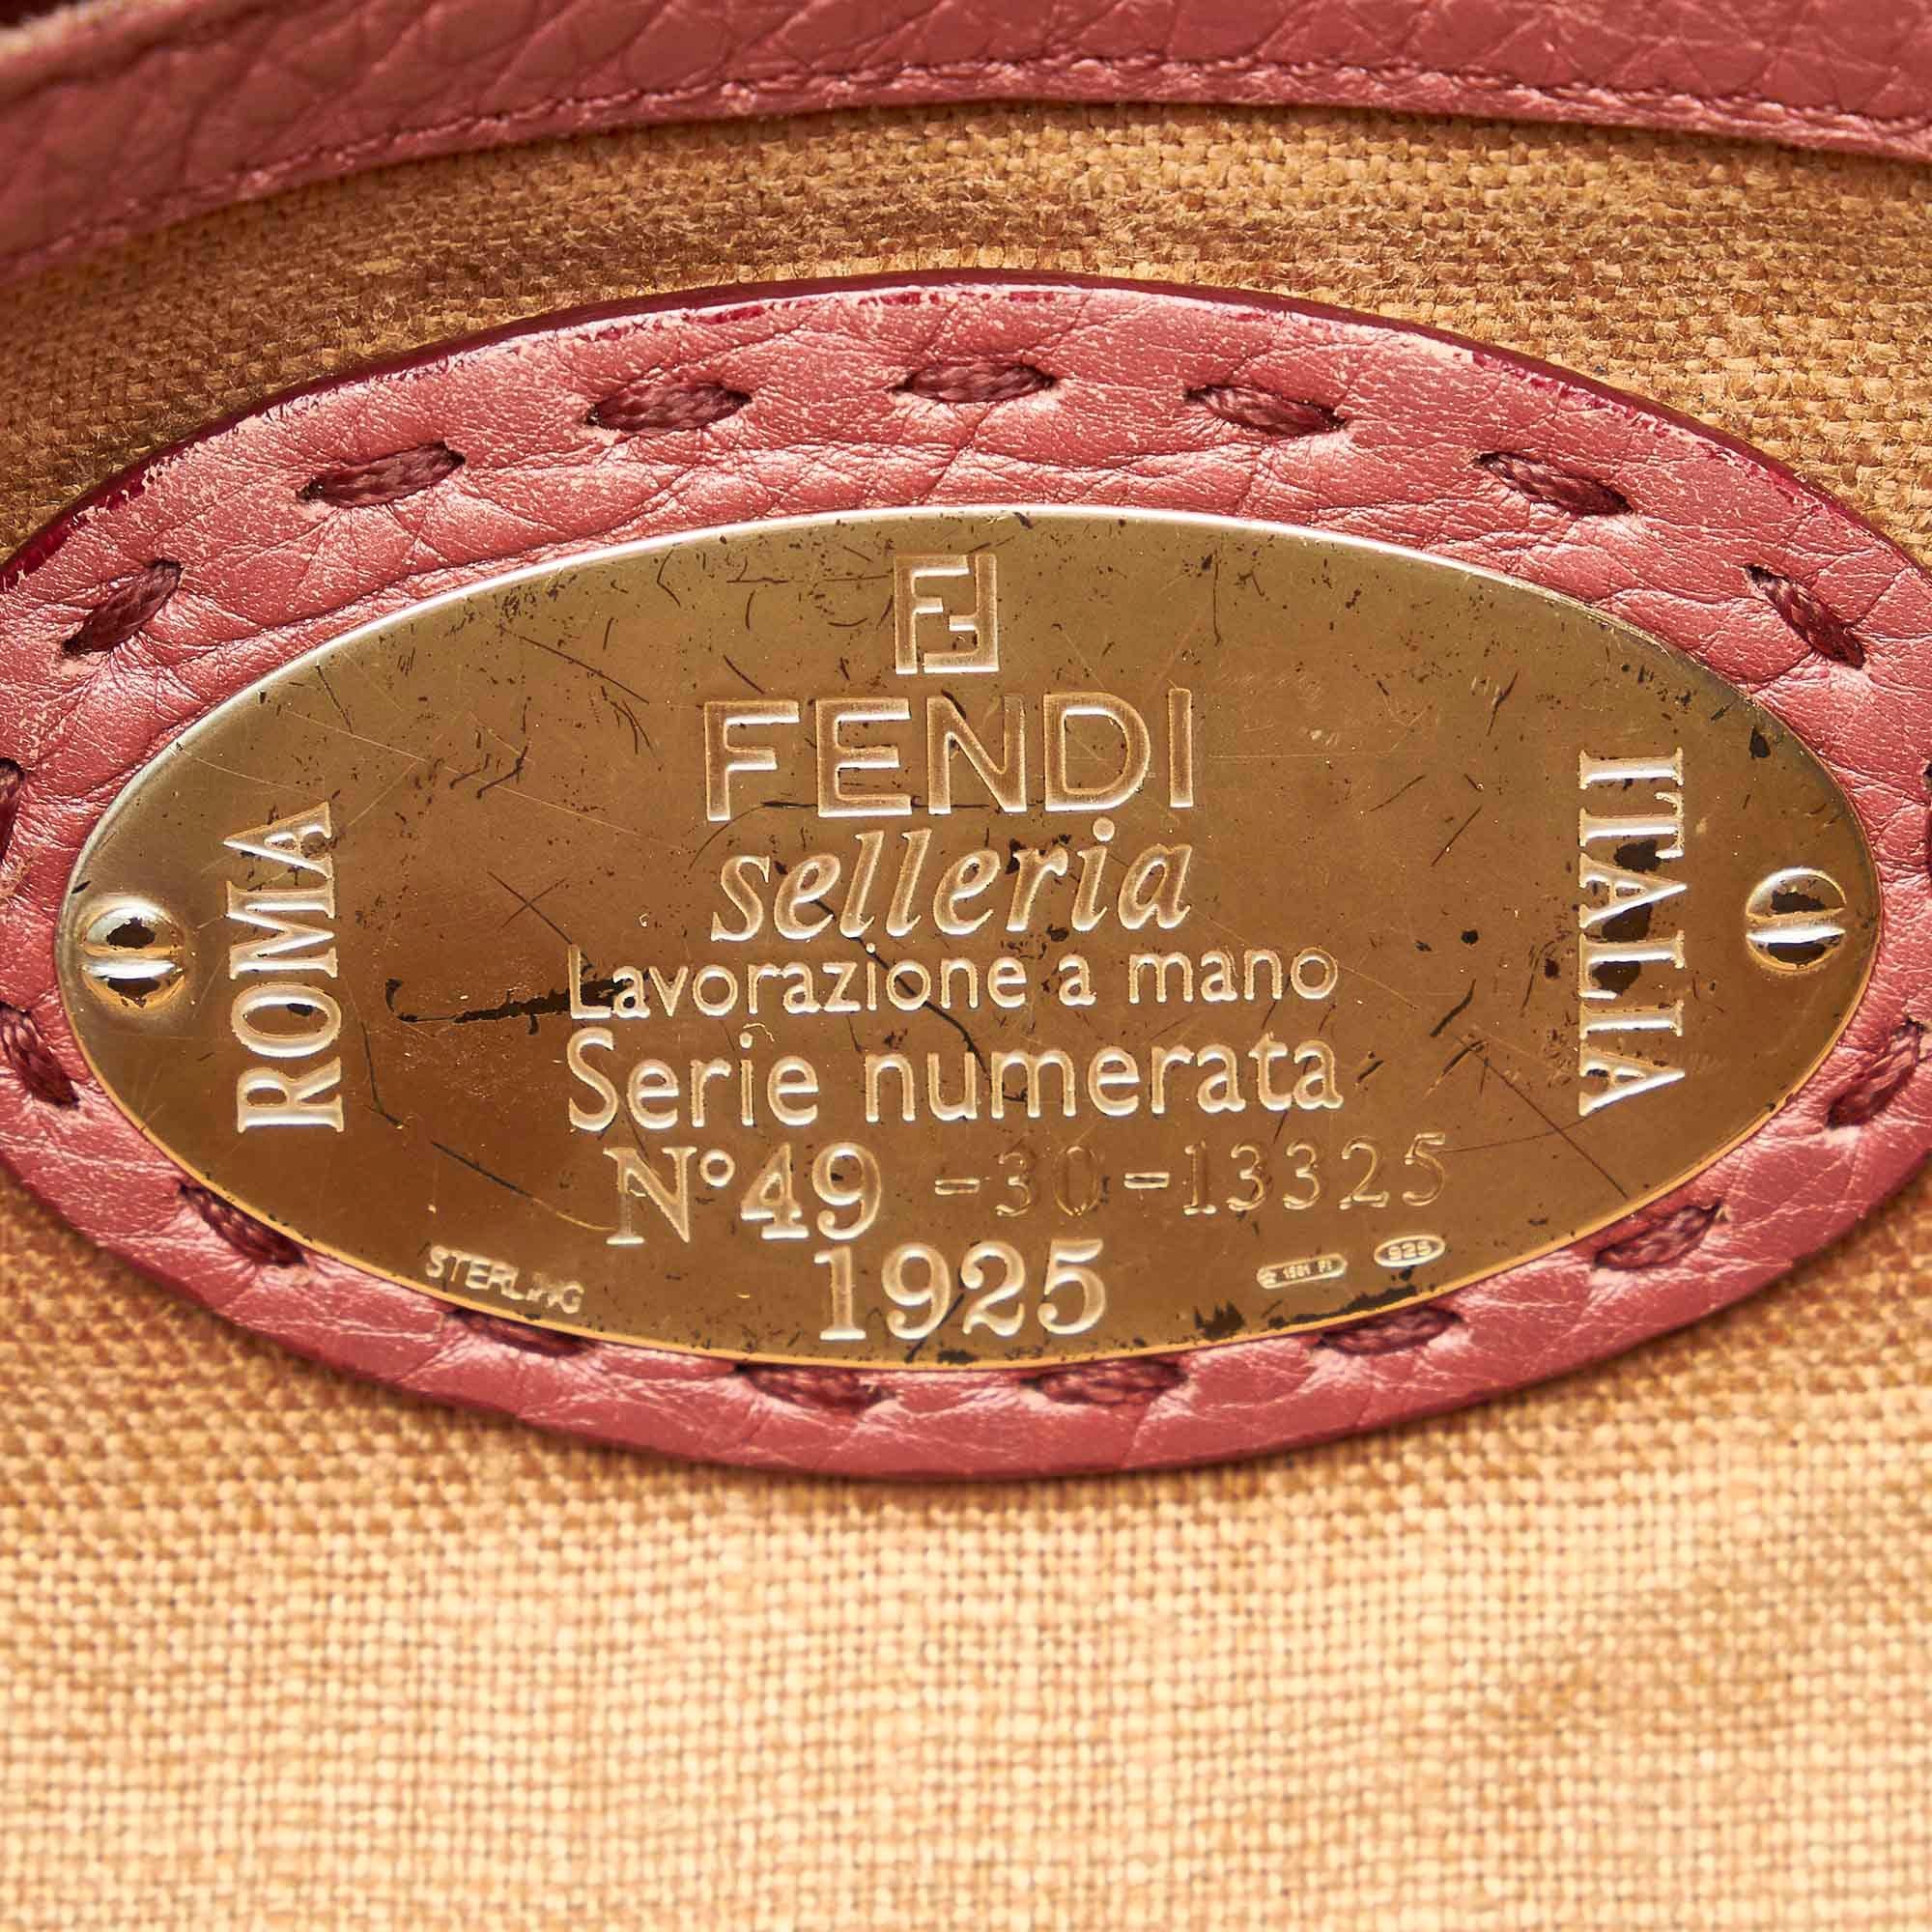 FF
FENDI
selleria
Lavorazione a mano
Serie numerata
N° 49 -30-13325
1925
ROMA
ITALIA
STERLING
925